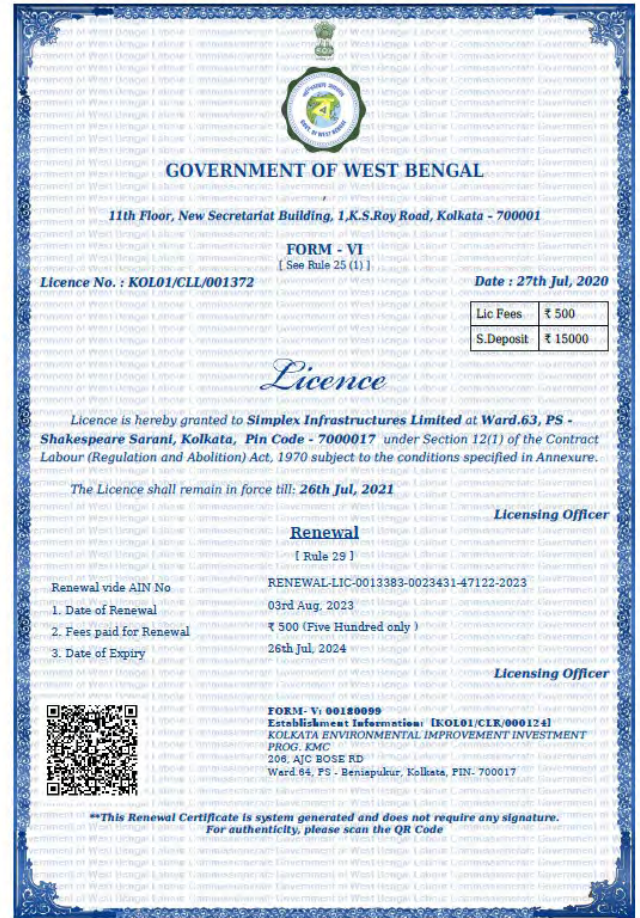 GOVERNMENT OF WEST BENGAL
,
11th Floor, New Secretariat Building, 1,K.S.Roy Road, Kolkata - 700001
FORM - VI
[ See Rule 25 (1) ]
Licence No. : KOL01/CLL/001372
Date : 27th Jul, 2020
Lic Fees ₹ 500
S.Deposit ₹ 15000
Licence
Licence is hereby granted to Simplex Infrastructures Limited at Ward.63, PS -
Shakespeare Sarani, Kolkata, Pin Code - 7000017 under Section 12(1) of the Contract
Labour (Regulation and Abolition) Act, 1970 subject to the conditions specified in Annexure.
The Licence shall remain in force till: 26th Jul, 2021
Licensing Officer
Renewal
[ Rule 29 ]
Renewal vide AIN No RENEWAL-LIC-0013383-0023431-47122-2023
1. Date of Renewal 03rd Aug, 2023
2. Fees paid for Renewal ₹ 500 (Five Hundred only )
3. Date of Expiry 26th Jul, 2024
Licensing Officer
FORM- V: 00180099
Establishment Information: [KOL01/CLR/000124]
KOLKATA ENVIRONMENTAL IMPROVEMENT INVESTMENT
PROG. KMC
206, AJC BOSE RD
Ward.64, PS - Beniapukur, Kolkata, PIN- 700017
**This Renewal Certificate is system generated and does not require any signature.
For authenticity, please scan the QR Code